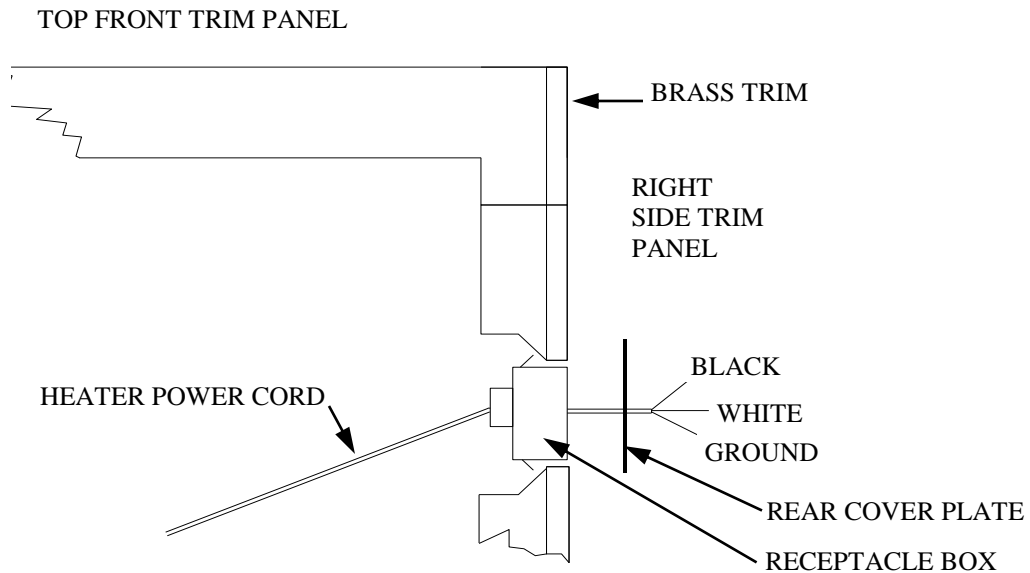 TOP FRONT TRIM PANEL
BRASS TRIM
RIGHT
SIDE TRIM
PANEL
BLACK
HEATER POWER CORD
WHITE
GROUND
REAR COVER PLATE
RECEPTACLE BOX